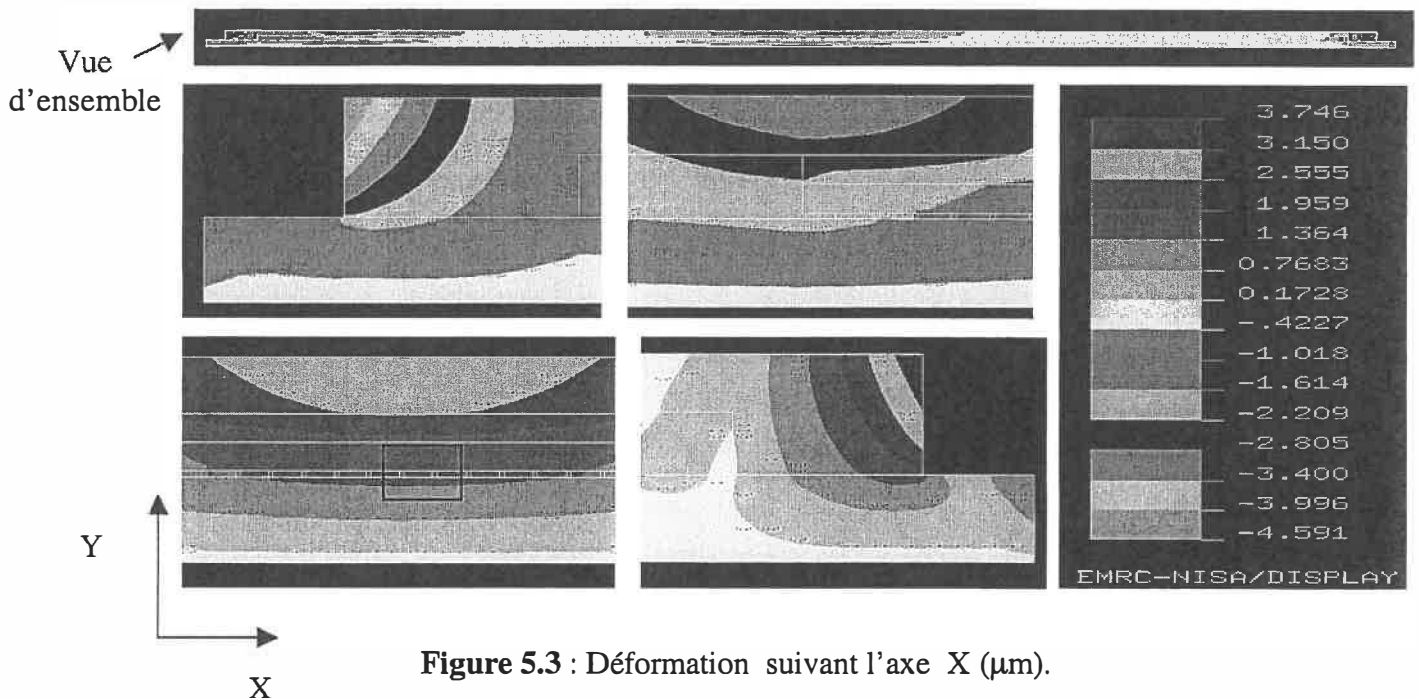 Vue
d'ensemble
3.746
3.150
2.555
1.959
1.364
0.7683
0.1728
-.4227
-1.018
-1.614
-2.209
-2.805
-3.400
-3.996
-4.591
EMRC-NISA/DISPLAY
Y
X
Figure 5.3 : Déformation suivant l'axe X (μm).